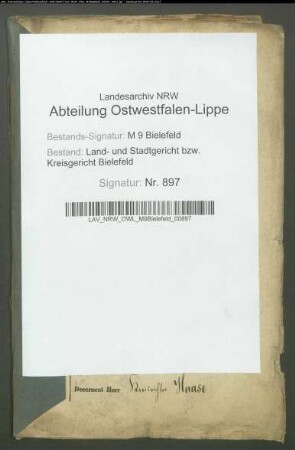 Landesarchiv NRW
Abteilung Ostwestfalen-Lippe
Bestands-Signatur: M 9 Bielefeld
Bestand: Land- und Stadtgericht bzw.
Kreisgericht Bielefeld
Signatur: Nr. 897
LAV_NRW_OWL_M9Bielefeld_00897
Decernent Herr Haase